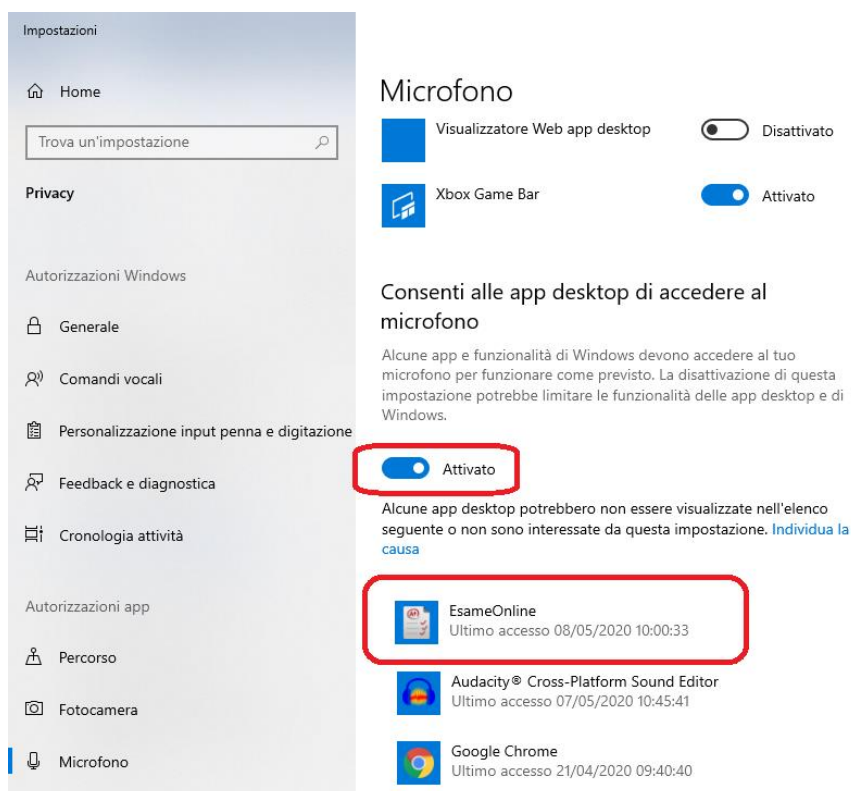 Impostazioni
Home
Trova un'impostazione
Privacy
Autorizzazioni Windows
Generale
Comandi vocali
Personalizzazione input penna e digitazione
Feedback e diagnostica
Cronologia attività
Autorizzazioni app
Percorso
Fotocamera
Microfono
Microfono
Visualizzatore Web app desktop
Disattivato
Xbox Game Bar
Attivato
Consenti alle app desktop di accedere al
microfono
Alcune app e funzionalità di Windows devono accedere al tuo
microfono per funzionare come previsto. La disattivazione di questa
impostazione potrebbe limitare le funzionalità delle app desktop e di
Windows.
Attivato
Alcune app desktop potrebbero non essere visualizzate nell'elenco
seguente o non sono interessate da questa impostazione. Individua la
causa
EsameOnline
Ultimo accesso 08/05/2020 10:00:33
Audacity® Cross-Platform Sound Editor
Ultimo accesso 07/05/2020 10:45:41
Google Chrome
Ultimo accesso 21/04/2020 09:40:40